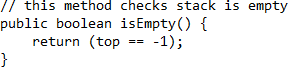 // this method checks stack is empty
public boolean isEmpty() {
    return (top == -1);
}